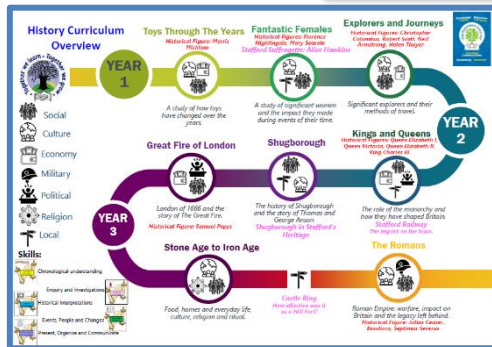 History Curriculum
Overview
YEAR
1
Toys Through The Years
Historical Figure: Morris
Michtom
A study of how toys
have changed over the
years.
Fantastic Females
Historical Figures: Florence
Nightingale, Mary Seacole
Stafford Suffragette: Alice Hawkins
A study of significant women
and the impact they made
during events of their time.
Explorers and Journeys
Historical Figures: Christopher
Columbus, Robert Scott, Neil
Armstrong, Helen Thayer
Significant explorers and their
methods of travel.
YEAR
2
Kings and Queens
Historical Figures: Queen Elizabeth I,
Queen Victoria, Queen Elizabeth II
King Charles III
The role of the monarchy and
how they have shaped Britain
Stafford Railway
The impact on the town.
Shugborough
The history of Shugborough
and the story of Thomas and
George Anson.
Shugborough in Stafford's
Heritage
Great Fire of London
London of 1666 and the
story of The Great Fire.
Historical Figure: Samuel Pepys
YEAR
3
Stone Age to Iron Age
Food, homes and everyday life,
culture, religion and ritual.
Castle Ring
How effective was it
as a Hill Fort?
The Romans
Roman Empire: warfare, impact on
Britain and the legacy left behind.
Historical Figure: Julius Ceaser,
Boudicca, Septimus Severus
Social
Culture
Economy
Military
Political
Religion
Local
Skills:
Chronological understanding
Enquiry and Investigations
Historical Interpretations
Events, People and Changes
Present, Organise and Communicate